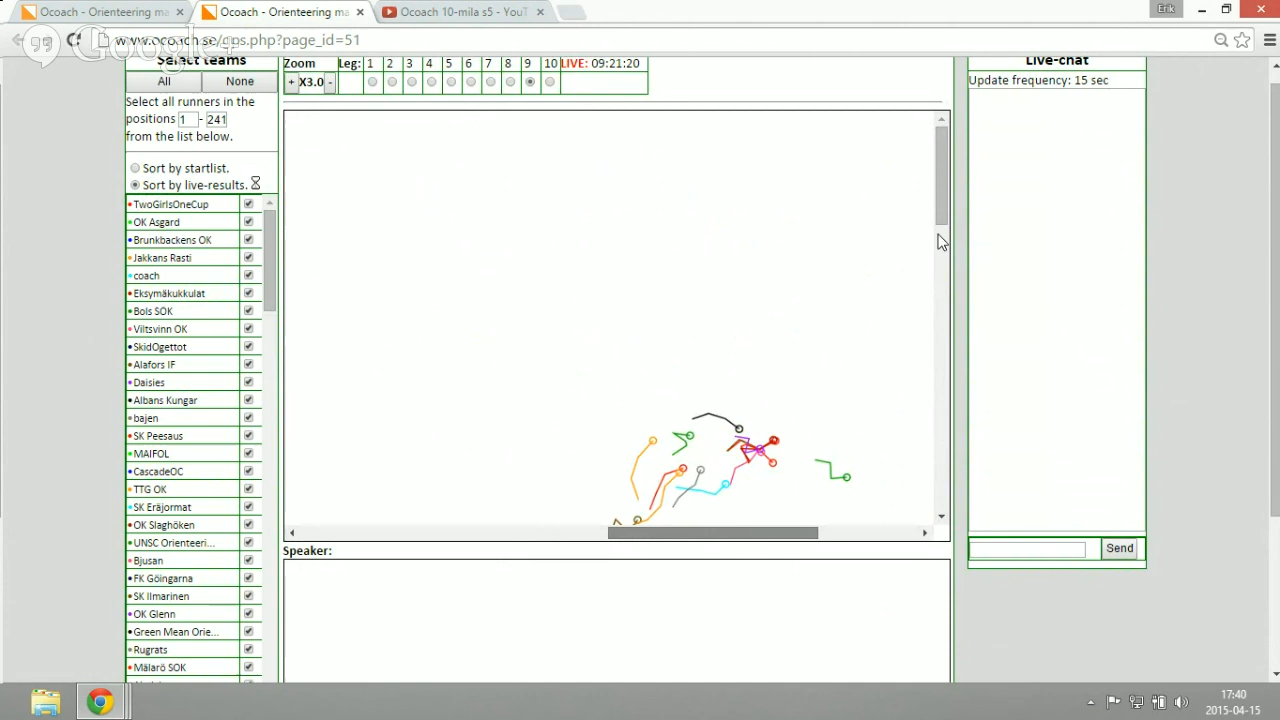 Ocoach - Orienteering ma
Ocoach - Orienteering ma
Ocoach 10-mila s5 - YouT
Erik
www.ocoach.se/cms.php?page_id=51
Google+
Select teams
All None
Select all runners in the
positions 1 - 241
from the list below.
Sort by startlist.
Sort by live-results.
TwoGirlsOneCup
OK Asgard
Brunkbackens OK
Jakkans Rasti
coach
Eksymäkukkulat
Bols SOK
Viltsvinn OK
SkidOgettot
Alafors IF
Daisies
Albans Kungar
bajen
SK Peesaus
MAIFOL
CascadeOC
TTG OK
SK Eräjormat
OK Slaghöken
UNSC Orienteeri...
Bjusan
FK Göingarna
SK Ilmarinen
OK Glenn
Green Mean Orie...
Rugrats
Mälarö SOK
Zoom Leg: 1 2 3 4 5 6 7 8 9 10 LIVE: 09:21:20
+ X3.0 -
Speaker:
Live-chat
Update frequency: 15 sec
Send
17:40
2015-04-15